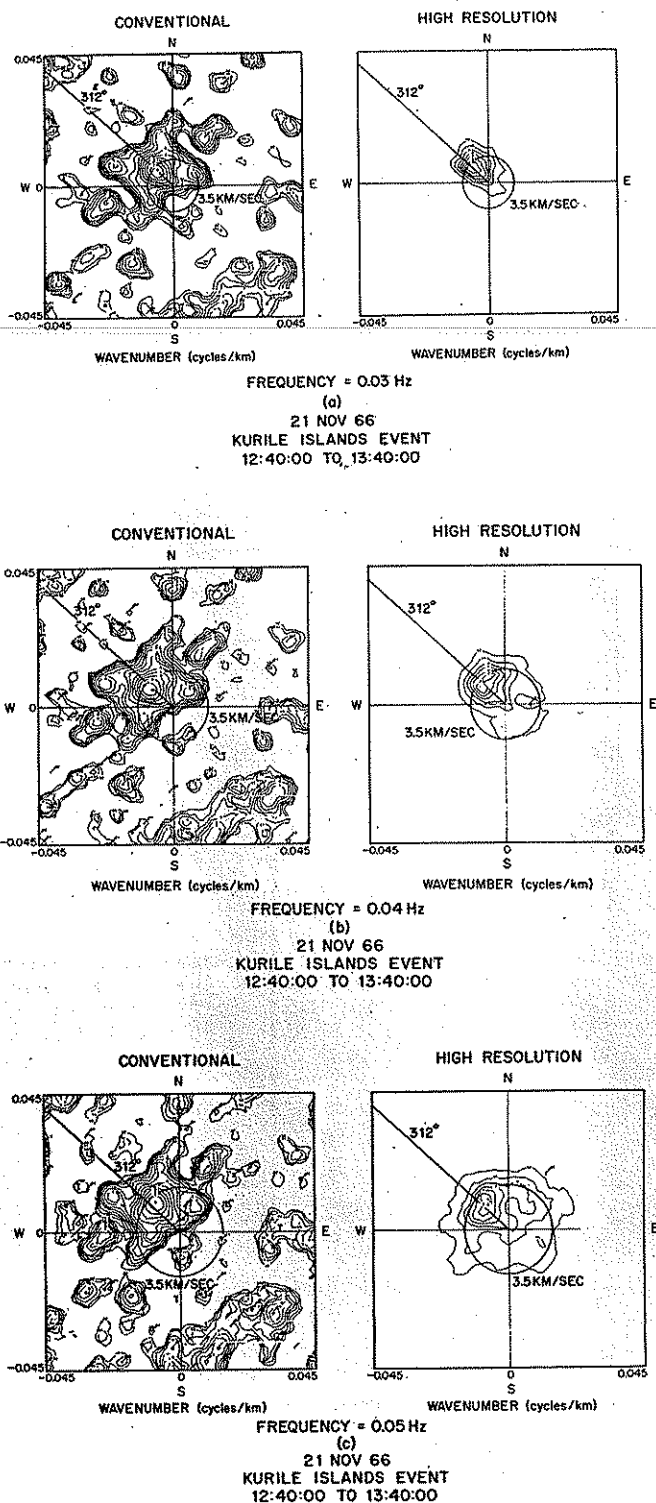 CONVENTIONAL
N
0.045
312°
W 0
E
3.5KM/SEC
-0.045
-0.045 0 0.045
S
WAVENUMBER (cycles/km)
HIGH RESOLUTION
N
312°
W
E
3.5KM/SEC
-0.045 0 0.045
S
WAVENUMBER (cycles/km)
FREQUENCY = 0.03 Hz
(a)
21 NOV 66
KURILE ISLANDS EVENT
12:40:00 TO 13:40:00
CONVENTIONAL
N
0.045
312°
W 0
E
3.5KM/SEC
-0.045
-0.045 0 0.045
S
WAVENUMBER (cycles/km)
HIGH RESOLUTION
N
312°
W
E
3.5KM/SEC
-0.045 0 0.045
S
WAVENUMBER (cycles/km)
FREQUENCY = 0.04 Hz
(b)
21 NOV 66
KURILE ISLANDS EVENT
12:40:00 TO 13:40:00
CONVENTIONAL
N
0.045
312°
W 0
E
3.5KM/SEC
-0.045
-0.045 0 0.045
S
WAVENUMBER (cycles/km)
HIGH RESOLUTION
N
312°
W
E
3.5KM/SEC
-0.045 0 0.045
S
WAVENUMBER (cycles/km)
FREQUENCY = 0.05 Hz
(c)
21 NOV 66
KURILE ISLANDS EVENT
12:40:00 TO 13:40:00